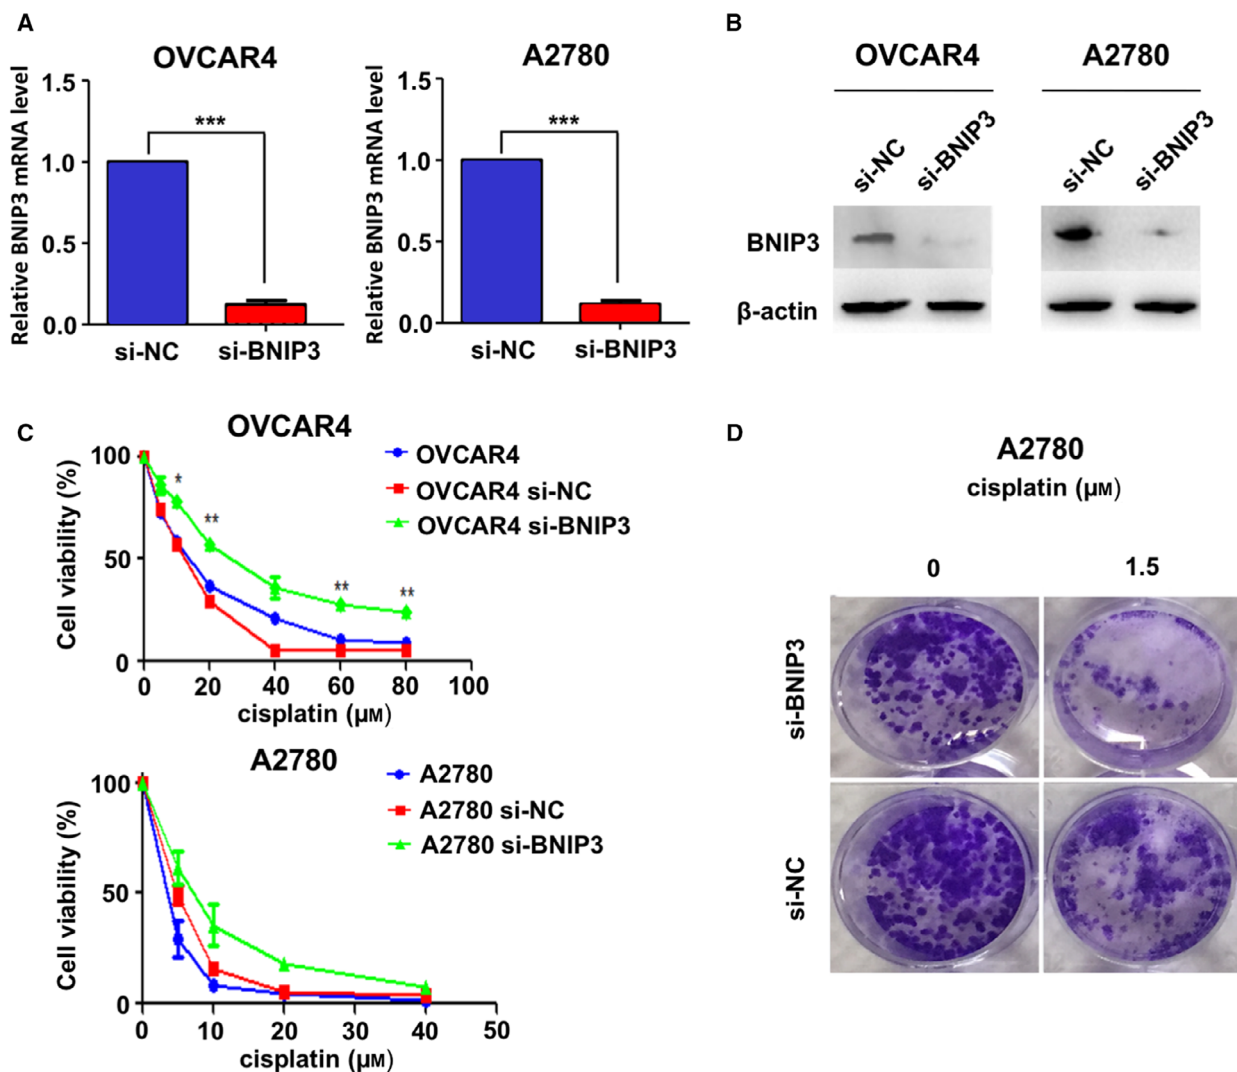 A
OVCAR4
Relative BNIP3 mRNA level
1.5
1.0
0.5
0.0
***
si-NC
si-BNIP3
A2780
Relative BNIP3 mRNA level
1.5
1.0
0.5
0.0
***
si-NC
si-BNIP3
B
OVCAR4
A2780
si-NC
si-BNIP3
si-NC
si-BNIP3
BNIP3
β-actin
C
OVCAR4
Cell viability (%)
100
50
0
*
**
**
**
0 20 40 60 80 100
cisplatin (μM)
OVCAR4
OVCAR4 si-NC
OVCAR4 si-BNIP3
A2780
Cell viability (%)
100
50
0
0 10 20 30 40 50
cisplatin (μM)
A2780
A2780 si-NC
A2780 si-BNIP3
D
A2780
cisplatin (μM)
0
1.5
si-BNIP3
si-NC